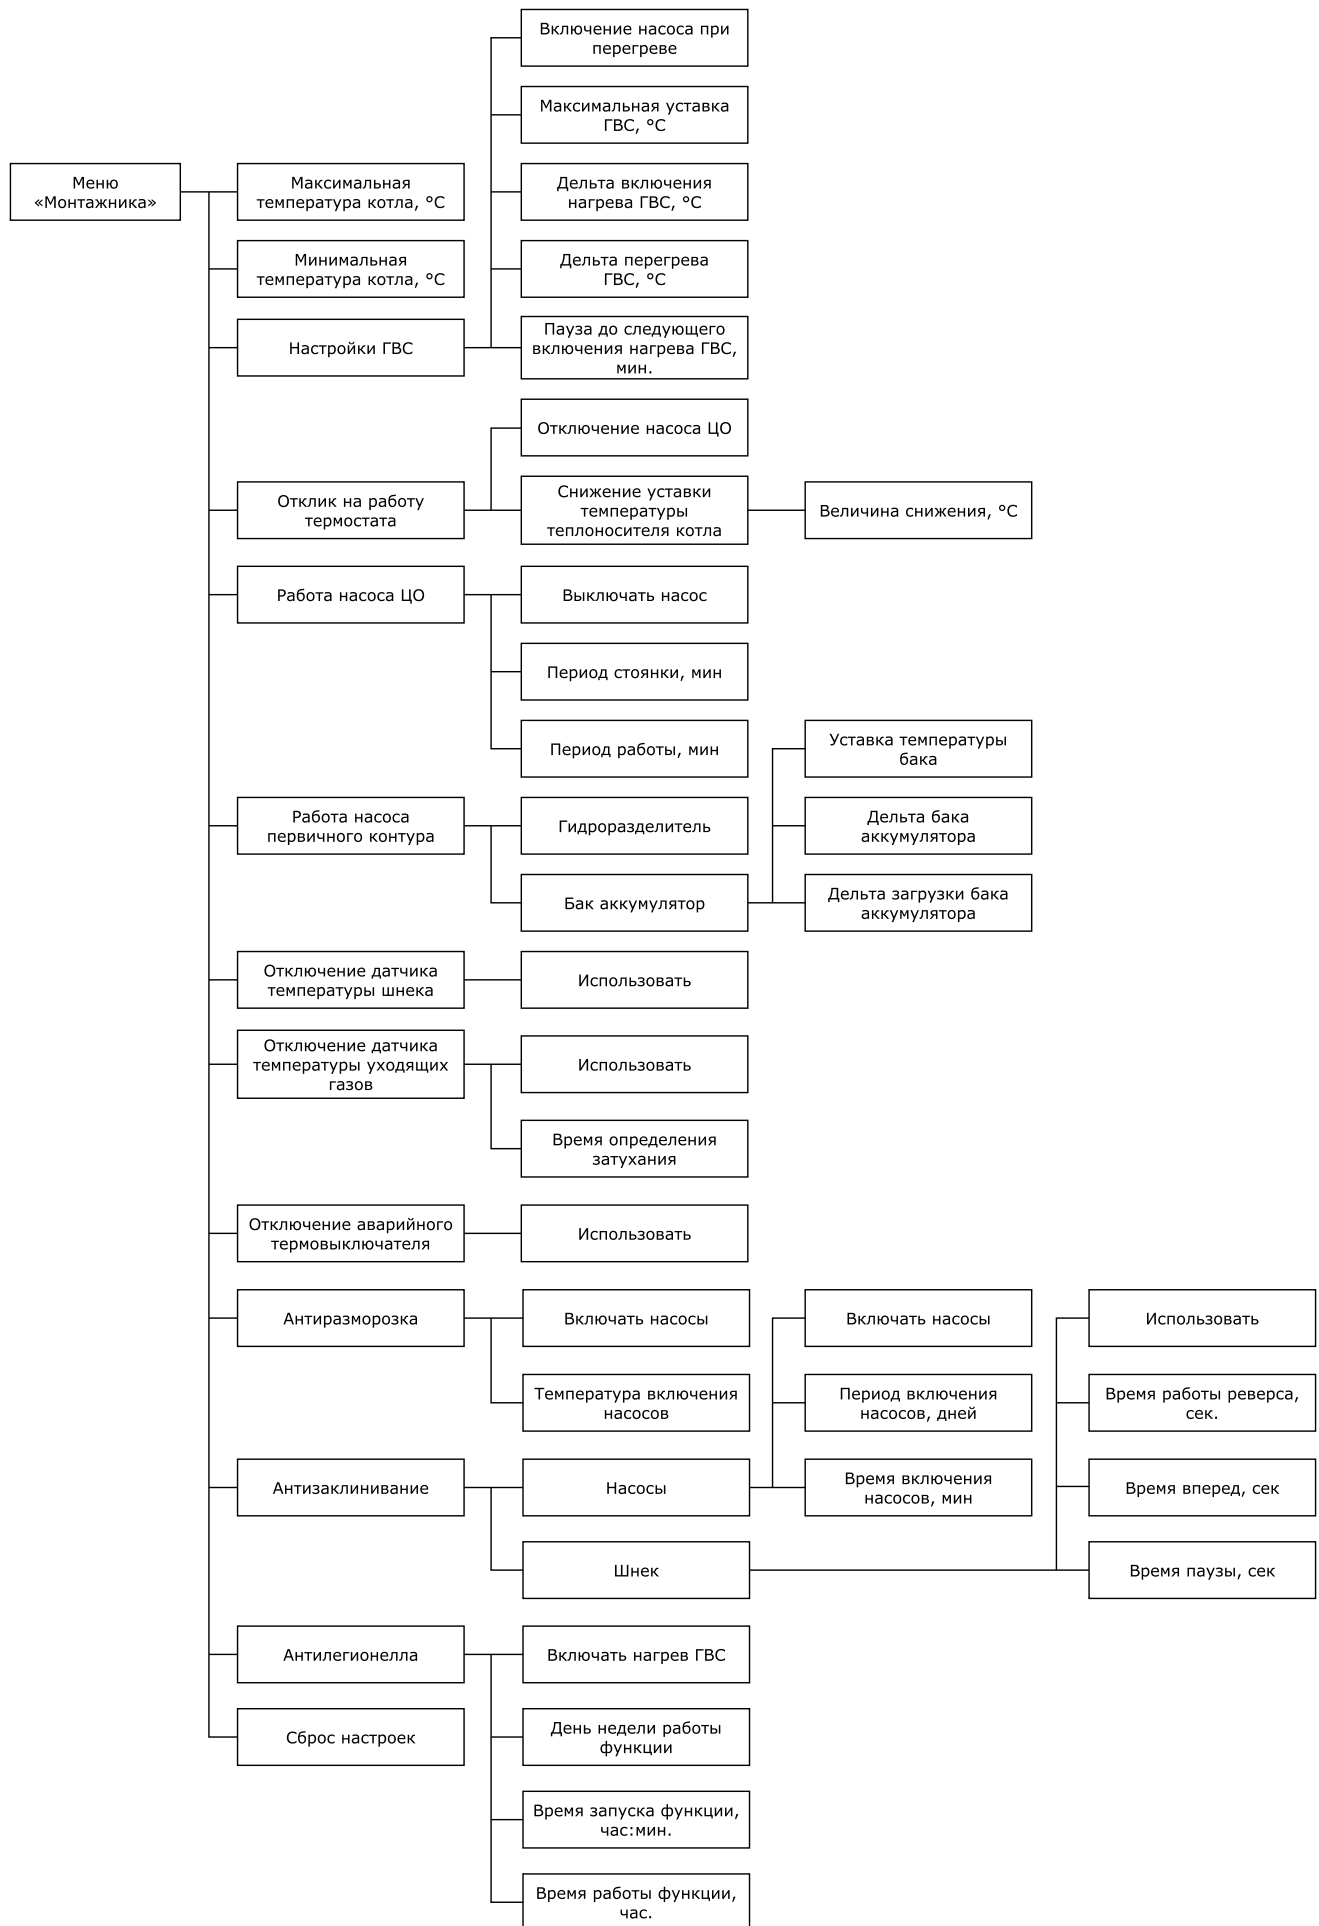 Включение насоса при
перегреве
Максимальная уставка
ГВС, °С
Меню
«Монтажника»
Максимальная
температура котла, °С
Дельта включения
нагрева ГВС, °С
Минимальная
температура котла, °С
Дельта перегрева
ГВС, °С
Настройки ГВС
Пауза до следующего
включения нагрева ГВС,
мин.
Отключение насоса ЦО
Отклик на работу
термостата
Снижение уставки
температуры
теплоносителя котла
Величина снижения, °С
Работа насоса ЦО
Выключать насос
Период стоянки, мин
Период работы, мин
Уставка температуры
бака
Работа насоса
первичного контура
Гидроразделитель
Дельта бака
аккумулятора
Бак аккумулятор
Дельта загрузки бака
аккумулятора
Отключение датчика
температуры шнека
Использовать
Отключение датчика
температуры уходящих
газов
Использовать
Время определения
затухания
Отключение аварийного
термовыключателя
Использовать
Антиразморозка
Включать насосы
Включать насосы
Использовать
Температура включения
насосов
Период включения
насосов, дней
Время работы реверса,
сек.
Антизаклинивание
Насосы
Время включения
насосов, мин
Время вперед, сек
Шнек
Время паузы, сек
Антилегионелла
Включать нагрев ГВС
Сброс настроек
День недели работы
функции
Время запуска функции,
час:мин.
Время работы функции,
час.